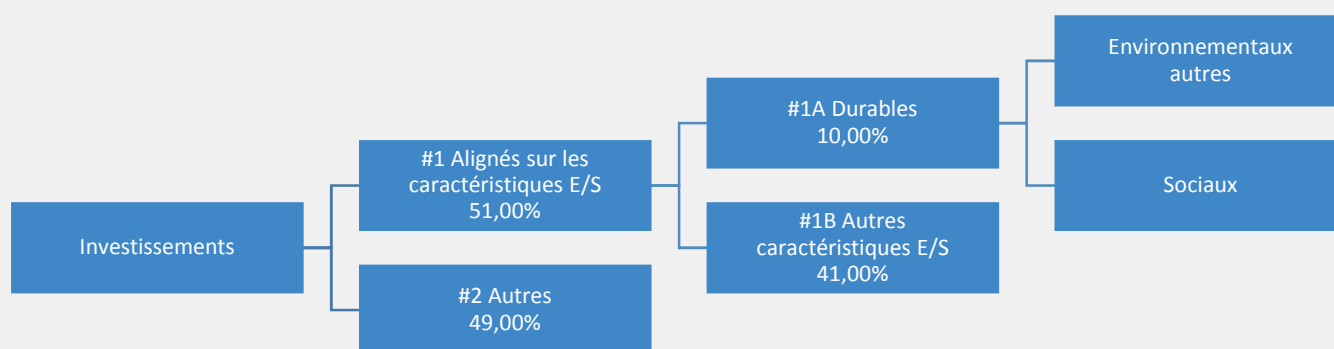 Investissements
#1 Alignés sur les
caractéristiques E/S
51,00%
#2 Autres
49,00%
#1A Durables
10,00%
#1B Autres
caractéristiques E/S
41,00%
Environnementaux
autres
Sociaux